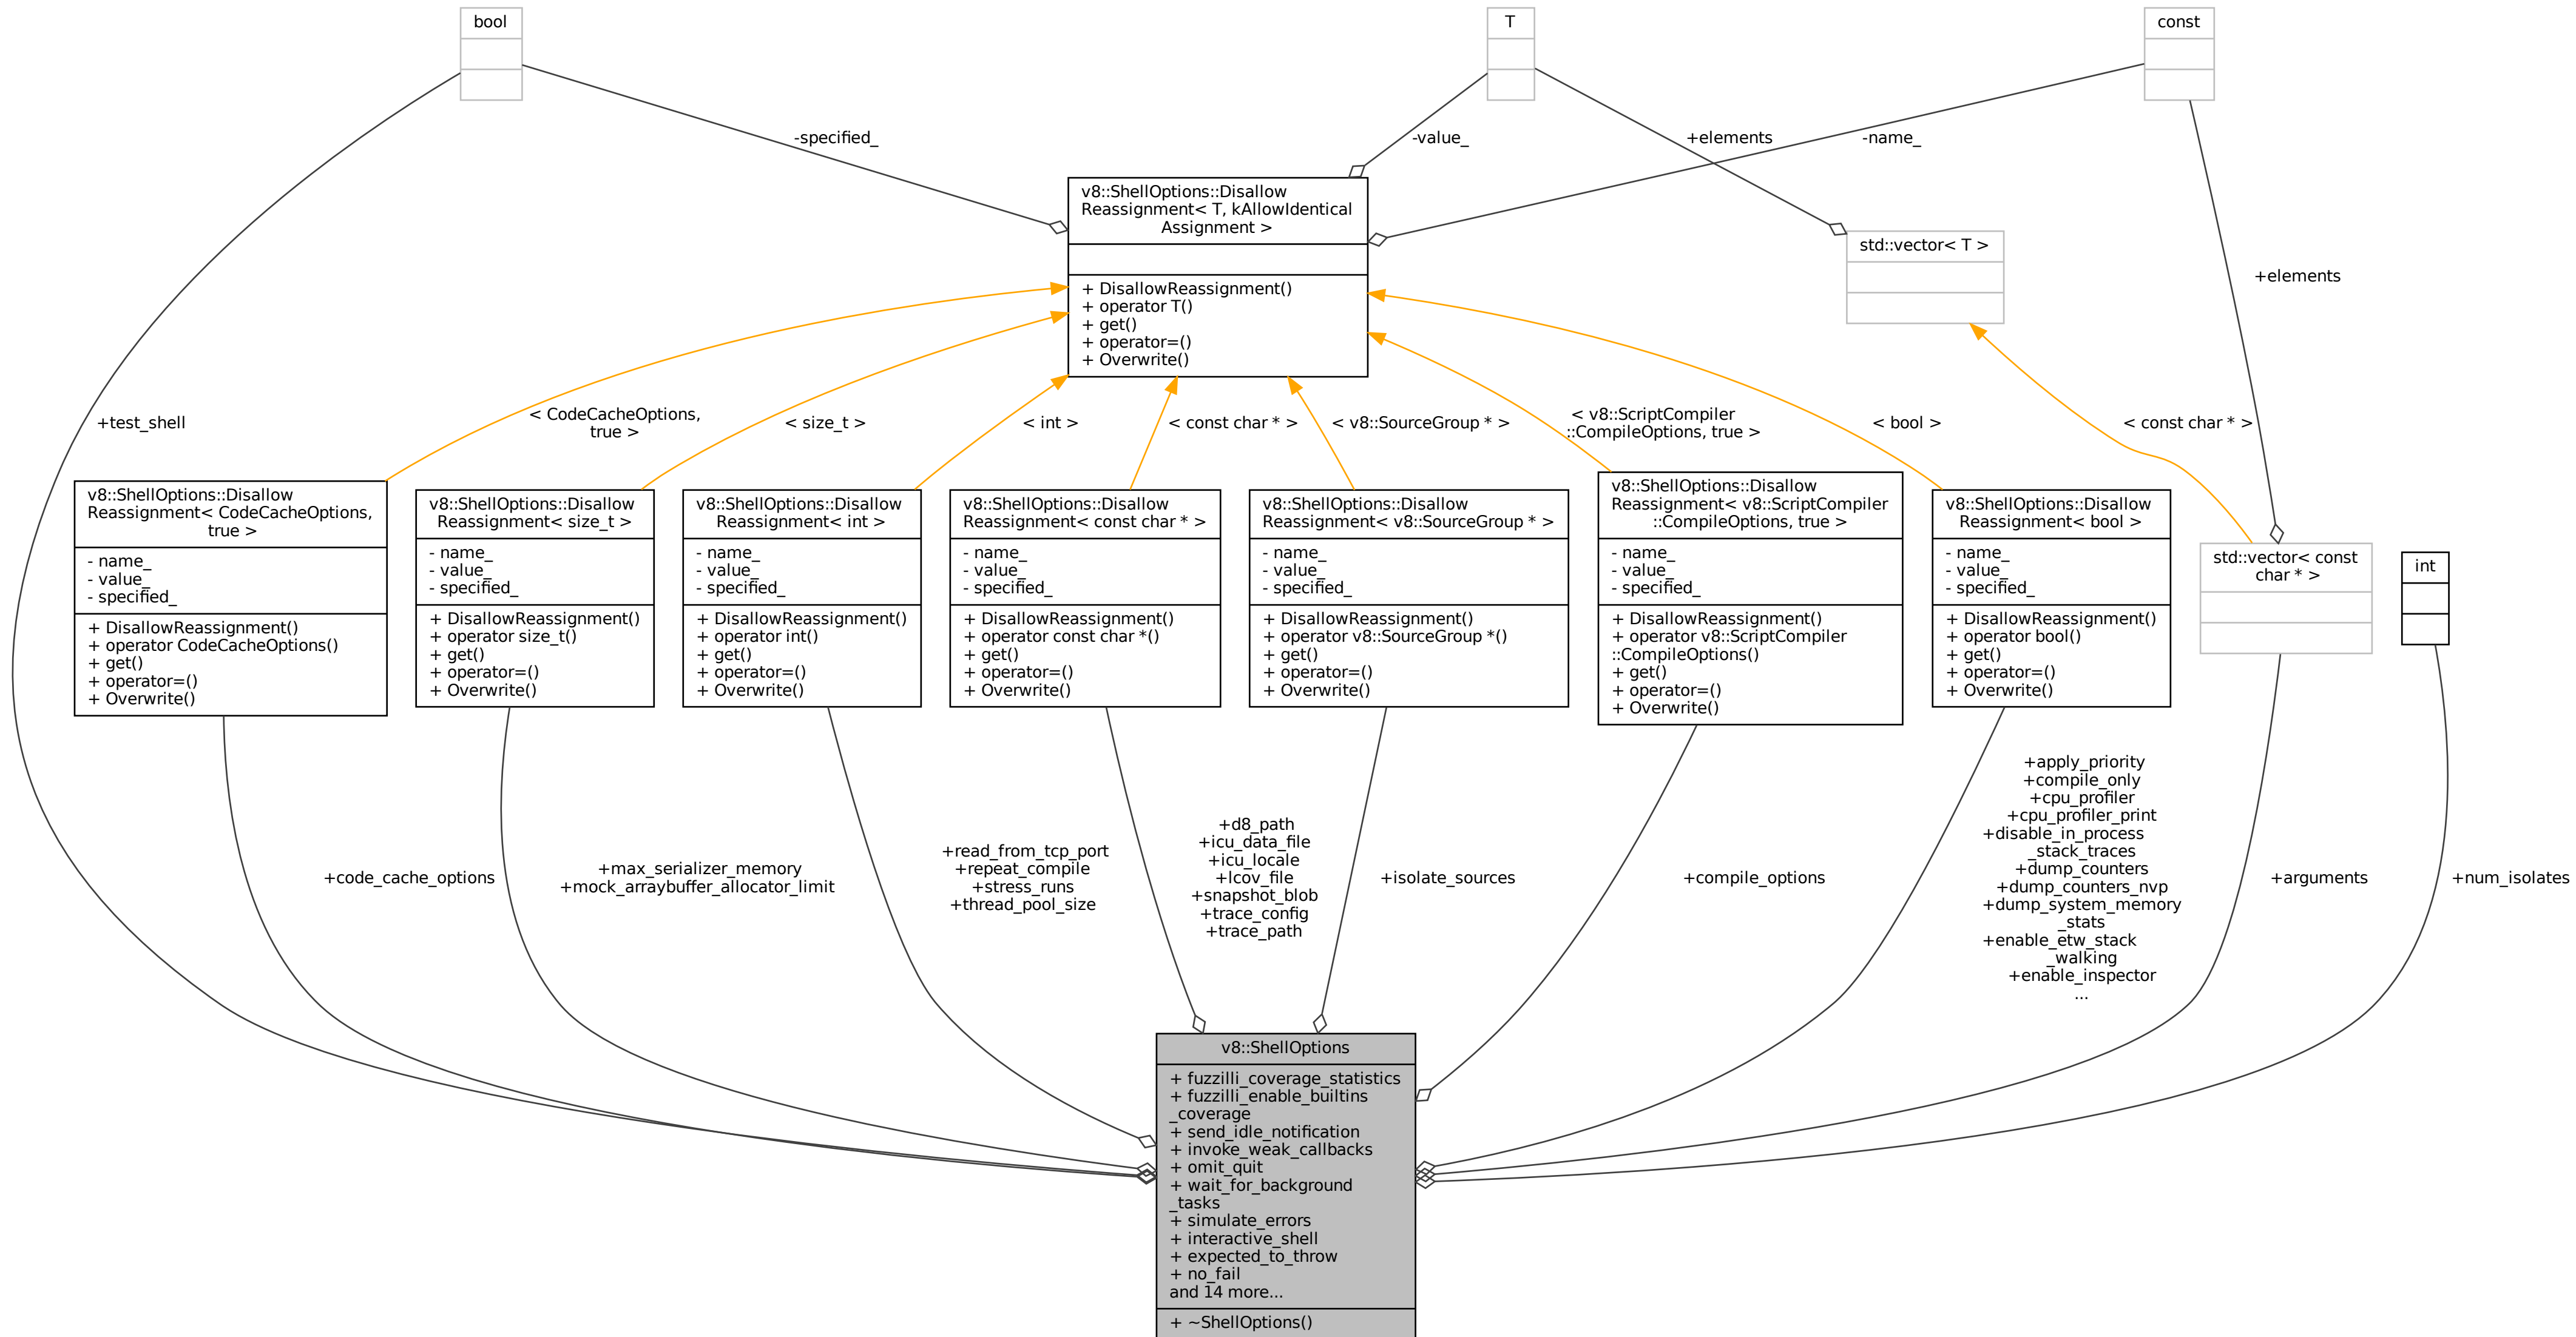 bool
T
const
-specified_
-value_
+elements
-name_
v8::ShellOptions::Disallow
Reassignment< T, kAllowIdentical
Assignment >
+ DisallowReassignment()
+ operator T()
+ get()
+ operator=()
+ Overwrite()
std::vector< T >
+elements
+test_shell
< CodeCacheOptions,
true >
< size_t >
< int >
< const char * >
< v8::SourceGroup * >
< v8::ScriptCompiler
::CompileOptions, true >
< bool >
< const char * >
v8::ShellOptions::Disallow
Reassignment< CodeCacheOptions,
true >
- name_
- value_
- specified_
+ DisallowReassignment()
+ operator CodeCacheOptions()
+ get()
+ operator=()
+ Overwrite()
v8::ShellOptions::Disallow
Reassignment< size_t >
- name_
- value_
- specified_
+ DisallowReassignment()
+ operator size_t()
+ get()
+ operator=()
+ Overwrite()
v8::ShellOptions::Disallow
Reassignment< int >
- name_
- value_
- specified_
+ DisallowReassignment()
+ operator int()
+ get()
+ operator=()
+ Overwrite()
v8::ShellOptions::Disallow
Reassignment< const char * >
- name_
- value_
- specified_
+ DisallowReassignment()
+ operator const char *()
+ get()
+ operator=()
+ Overwrite()
v8::ShellOptions::Disallow
Reassignment< v8::SourceGroup * >
- name_
- value_
- specified_
+ DisallowReassignment()
+ operator v8::SourceGroup *()
+ get()
+ operator=()
+ Overwrite()
v8::ShellOptions::Disallow
Reassignment< v8::ScriptCompiler
::CompileOptions, true >
- name_
- value_
- specified_
+ DisallowReassignment()
+ operator v8::ScriptCompiler
::CompileOptions()
+ get()
+ operator=()
+ Overwrite()
v8::ShellOptions::Disallow
Reassignment< bool >
- name_
- value_
- specified_
+ DisallowReassignment()
+ operator bool()
+ get()
+ operator=()
+ Overwrite()
std::vector< const
char * >
int
+code_cache_options
+max_serializer_memory
+mock_arraybuffer_allocator_limit
+read_from_tcp_port
+repeat_compile
+stress_runs
+thread_pool_size
+d8_path
+icu_data_file
+icu_locale
+lcov_file
+snapshot_blob
+trace_config
+trace_path
+isolate_sources
+compile_options
+apply_priority
+compile_only
+cpu_profiler
+cpu_profiler_print
+disable_in_process
_stack_traces
+dump_counters
+dump_counters_nvp
+dump_system_memory
_stats
+enable_etw_stack
_walking
+enable_inspector
...
+arguments
+num_isolates
v8::ShellOptions
+ fuzzilli_coverage_statistics
+ fuzzilli_enable_builtins
_coverage
+ send_idle_notification
+ invoke_weak_callbacks
+ omit_quit
+ wait_for_background
_tasks
+ simulate_errors
+ interactive_shell
+ expected_to_throw
+ no_fail
and 14 more...
+ ~ShellOptions()